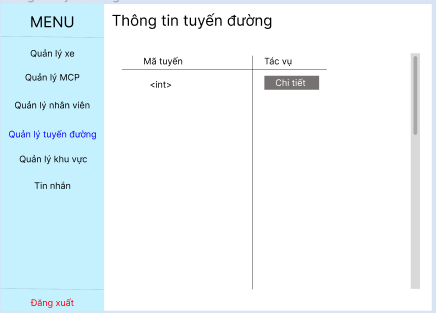 MENU
Quản lý xe
Quản lý MCP
Quản lý nhân viên
Quản lý tuyến đường
Quản lý khu vực
Tin nhắn
Đăng xuất
Thông tin tuyến đường
Mã tuyến
Tác vụ
<int>
Chi tiết